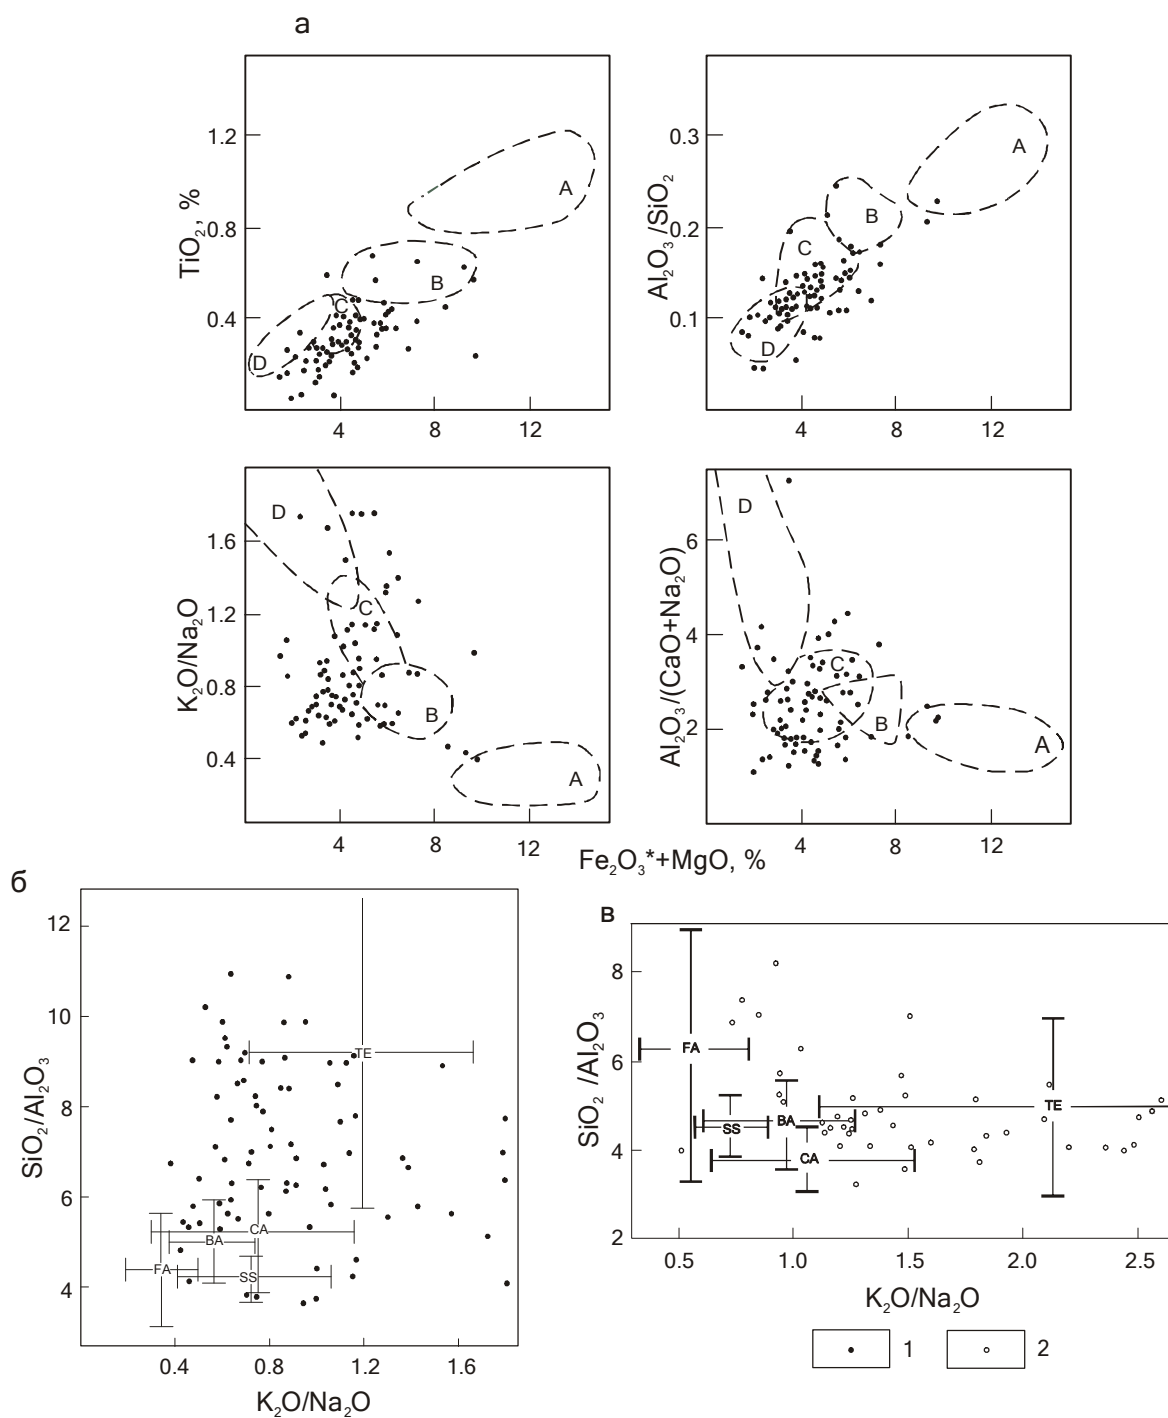 а
TiO₂, %
1.2
0.8
0.4
A
B
C
D
4 8 12
Al₂O₃/SiO₂
0.3
0.2
0.1
A
B
C
D
4 8 12
K₂O/Na₂O
1.6
1.2
0.8
0.4
D
C
B
A
4 8 12
Al₂O₃/(CaO+Na₂O)
6
4
2
D
C
B
A
4 8 12
Fe₂O₃*+MgO, %
б
SiO₂/Al₂O₃
12
10
8
6
4
TE
CA
BA
FA
SS
0.4 0.8 1.2 1.6
K₂O/Na₂O
в
SiO₂/Al₂O₃
8
6
4
2
FA
TE
BA
SS
CA
0.5 1.0 1.5 2.0 2.5
K₂O/Na₂O
1 2